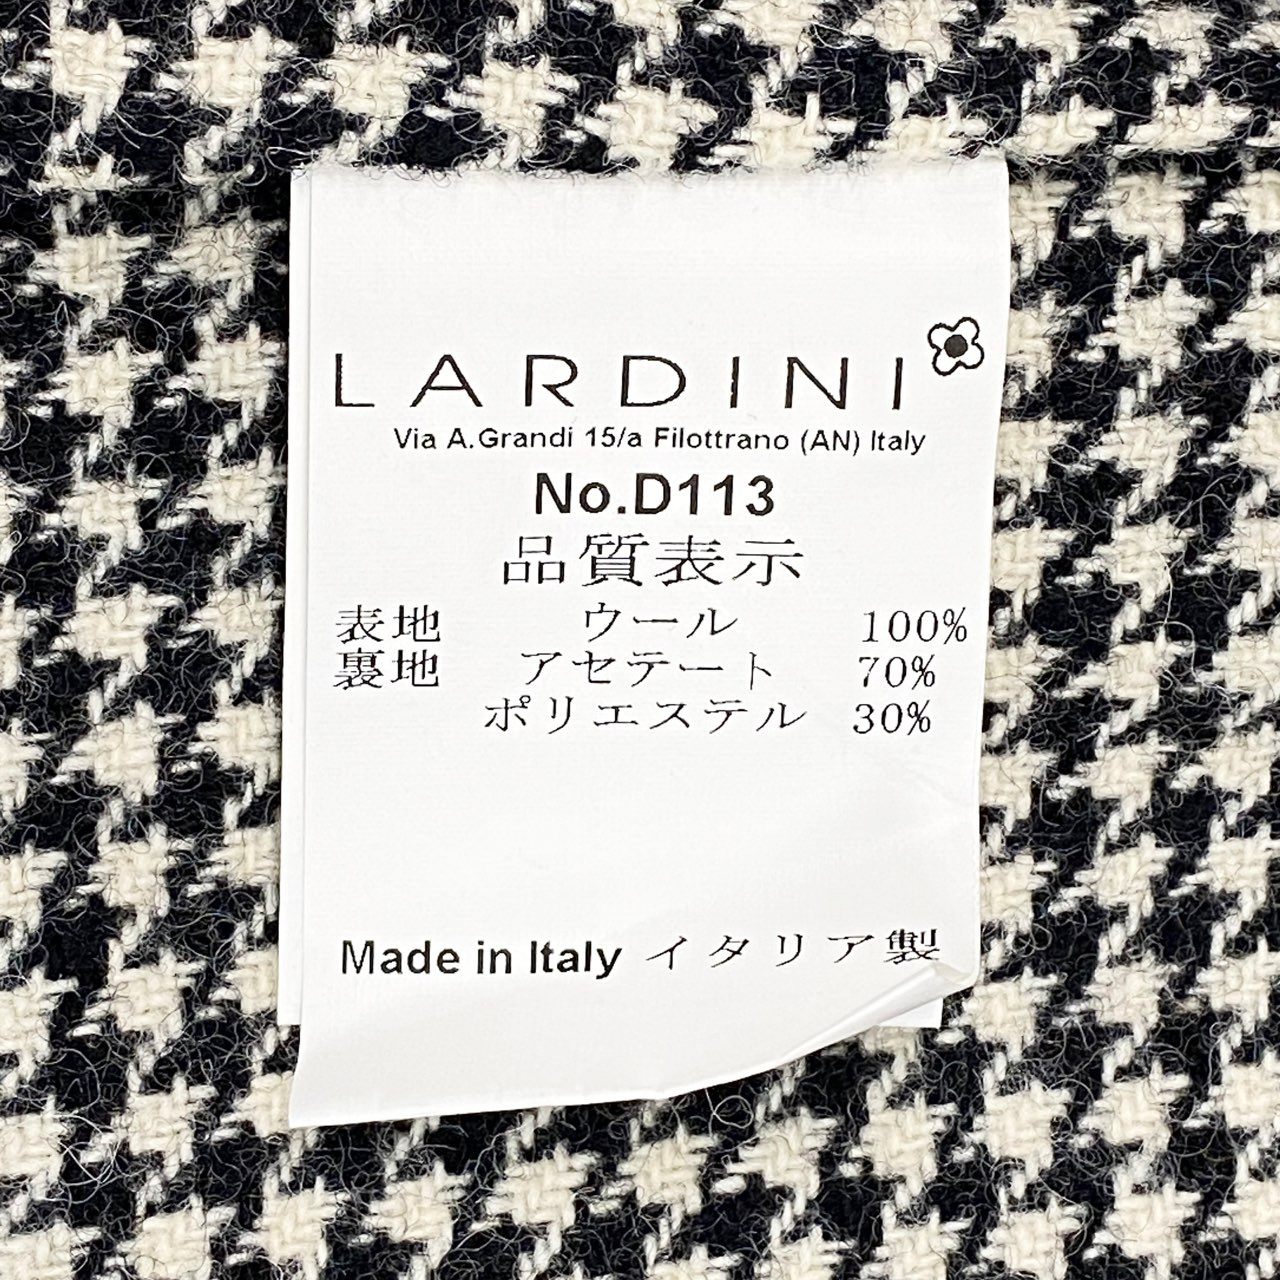 LARDINI
Via A.Grandi 15/a Filottrano (AN) Italy
No.D113
品質表示
表地 ウール 100%
裏地 アセテート 70%
ポリエステル 30%
Made in Italy イタリア製